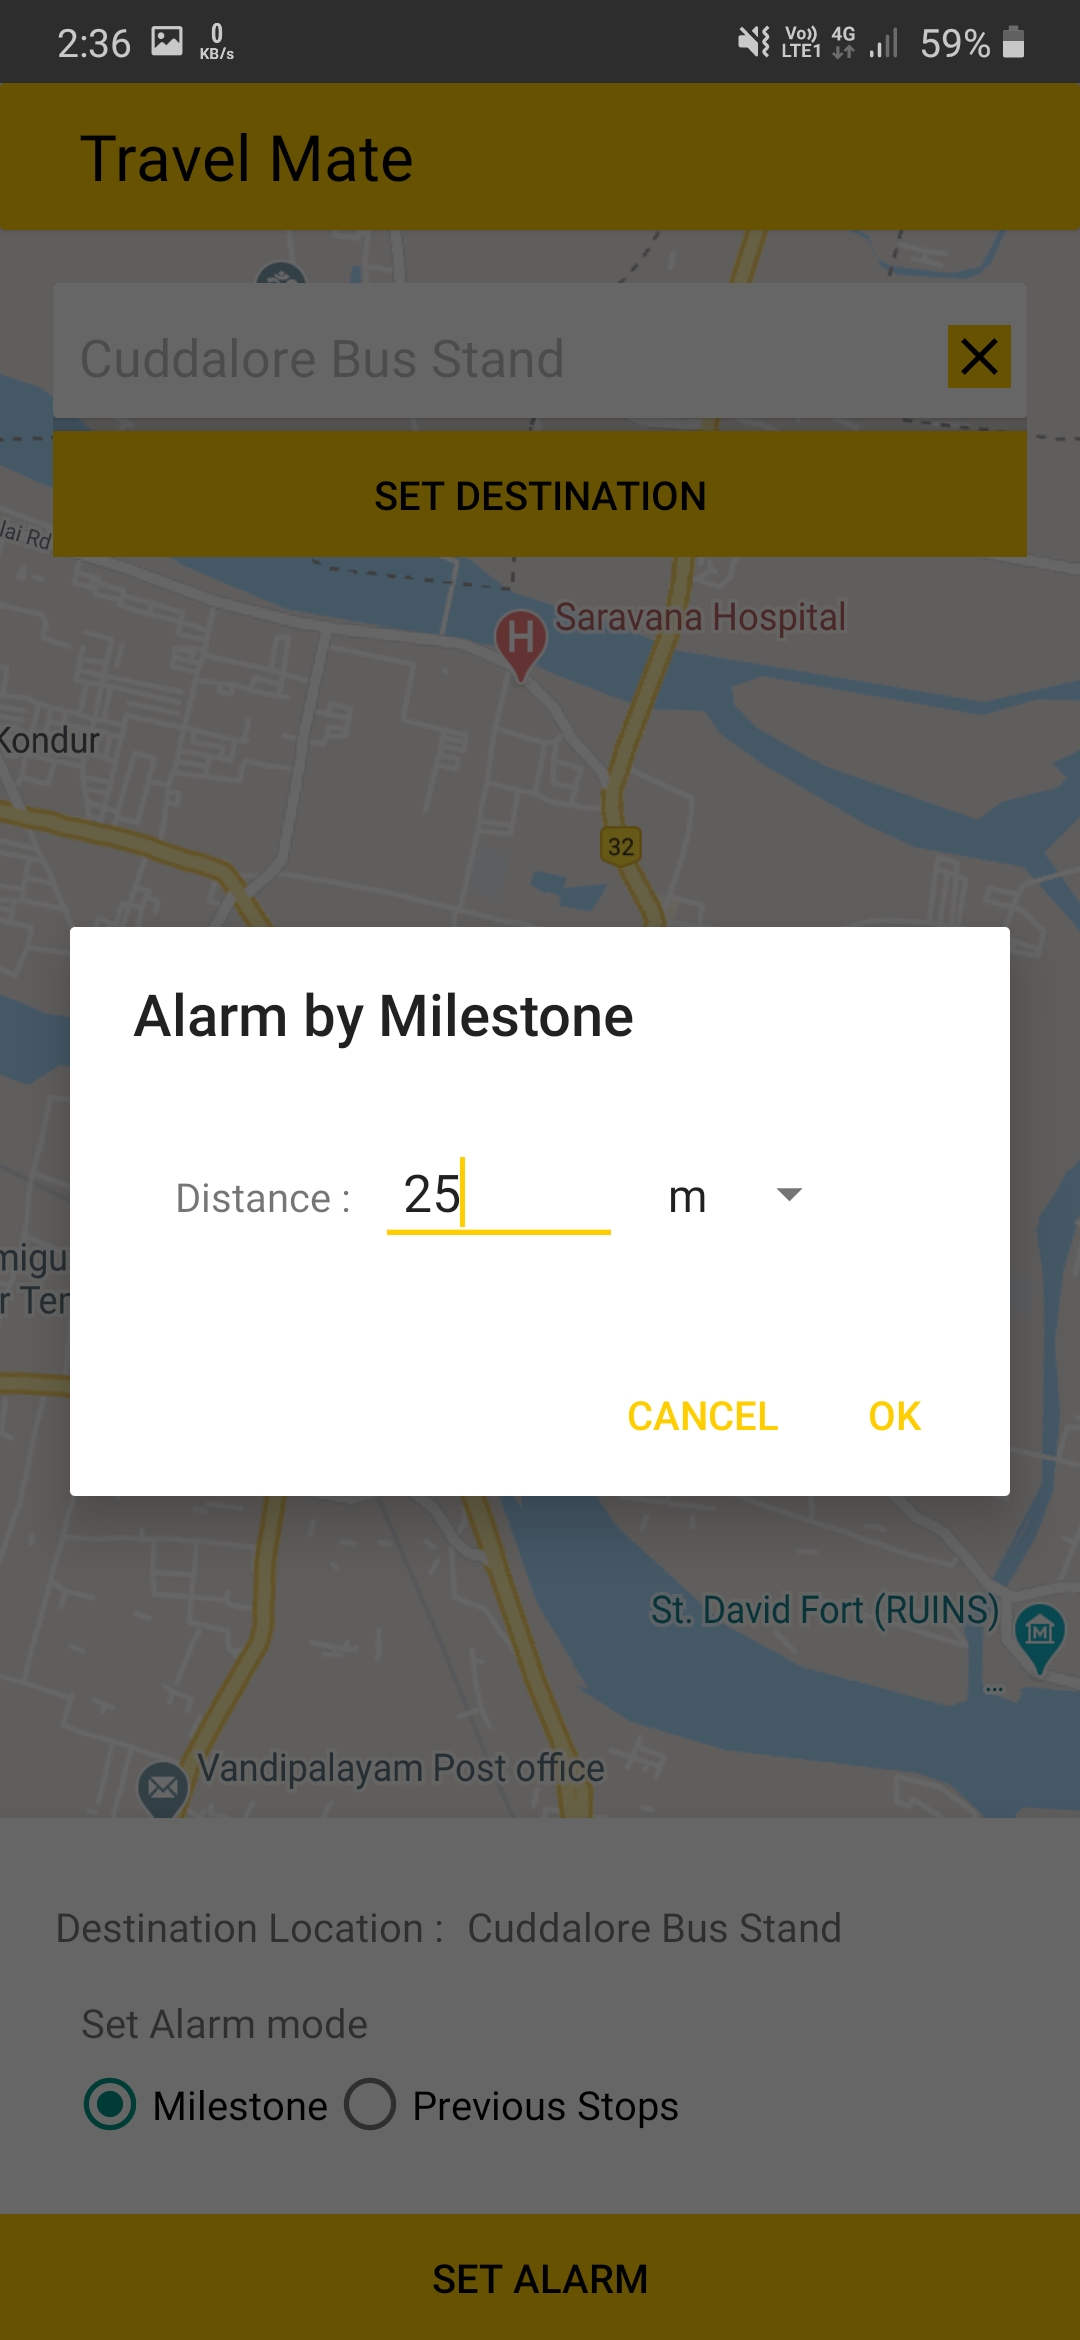 2:36 0 KB/s Vo)) LTE1 4G 59%
Travel Mate
Cuddalore Bus Stand
SET DESTINATION
lai Rd
Saravana Hospital
Kondur
32
Alarm by Milestone
Distance : 25 m
migu
r Ter
CANCEL OK
St. David Fort (RUINS)
...
Vandipalayam Post office
Destination Location : Cuddalore Bus Stand
Set Alarm mode
Milestone Previous Stops
SET ALARM